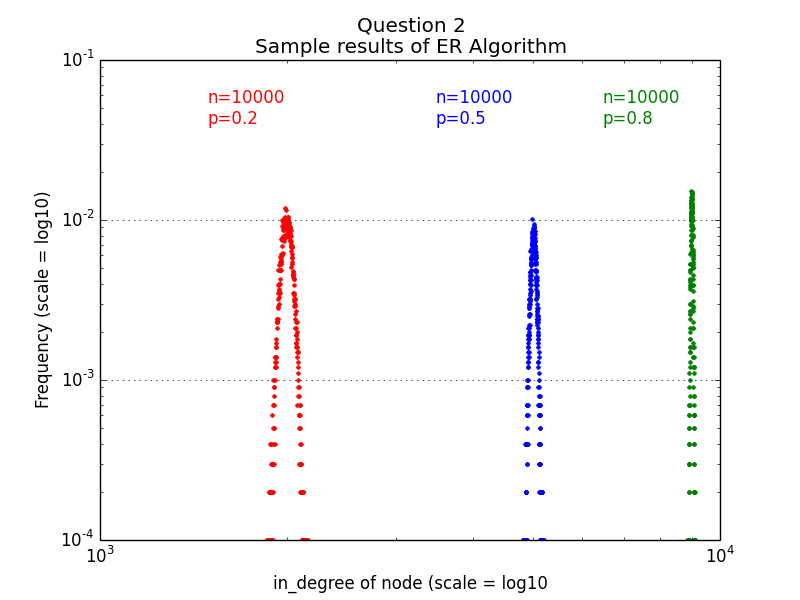 Question 2
Sample results of ER Algorithm
n=10000
p=0.2
n=10000
p=0.5
n=10000
p=0.8
Frequency (scale = log10)
10^-1
10^-2
10^-3
10^-4
10^3
10^4
in_degree of node (scale = log10